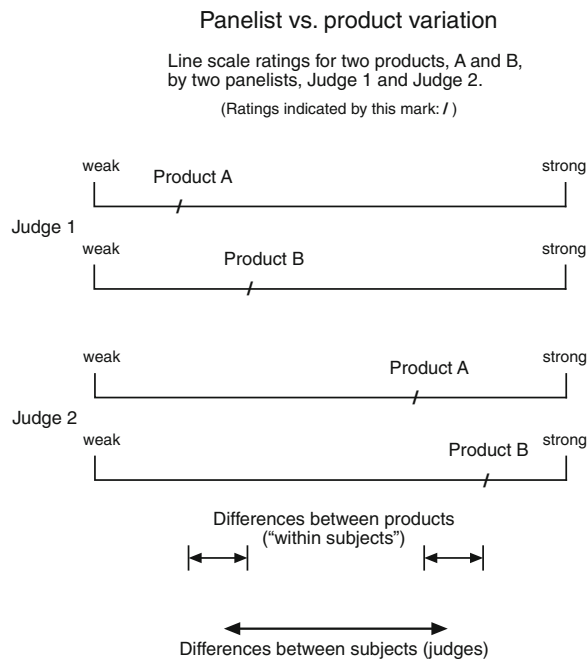 Panelist vs. product variation
Line scale ratings for two products, A and B,
by two panelists, Judge 1 and Judge 2.
(Ratings indicated by this mark: / )
weak
Product A
strong
Judge 1
weak
Product B
strong
weak
Product A
strong
Judge 2
weak
Product B
strong
Differences between products
(“within subjects”)
Differences between subjects (judges)